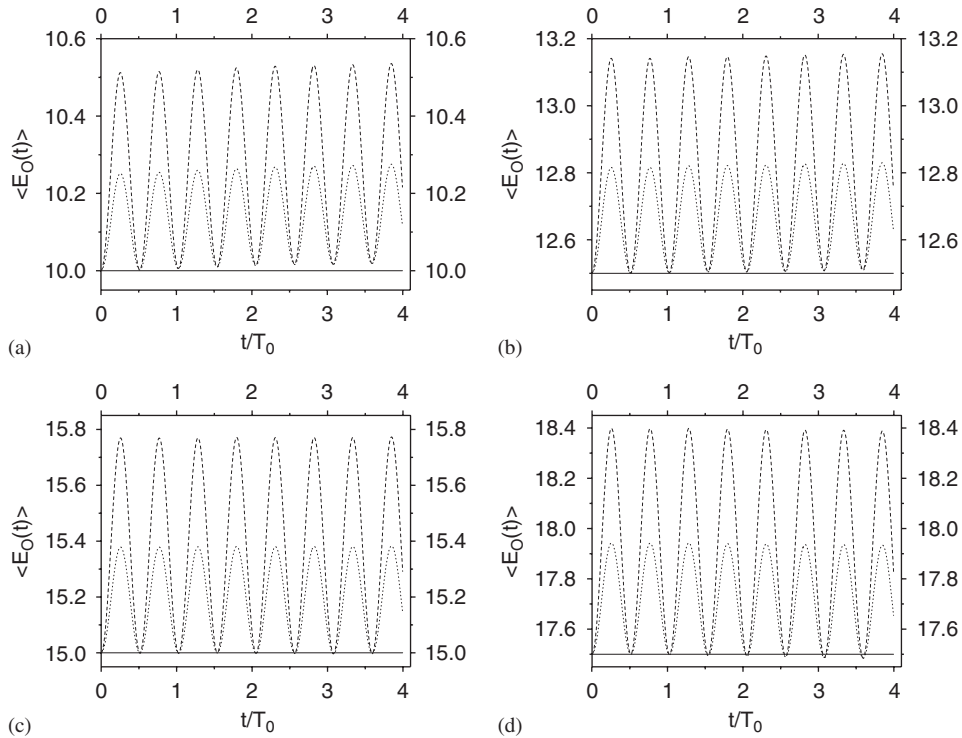 0 1 2 3 4
0 1 2 3 4
10.6 10.6 13.2 13.2
10.4 10.4 13.0 13.0
10.2 10.2 12.8 12.8
10.0 10.0 12.6 12.6
<E_O(t)>
<E_O(t)>
0 1 2 3 4
0 1 2 3 4
(a) t/T_0
(b) t/T_0
0 1 2 3 4
0 1 2 3 4
15.8 15.8 18.4 18.4
15.6 15.6 18.2 18.2
15.4 15.4 18.0 18.0
15.2 15.2 17.8 17.8
15.0 15.0 17.6 17.6
<E_O(t)>
<E_O(t)>
0 1 2 3 4
0 1 2 3 4
(c) t/T_0
(d) t/T_0